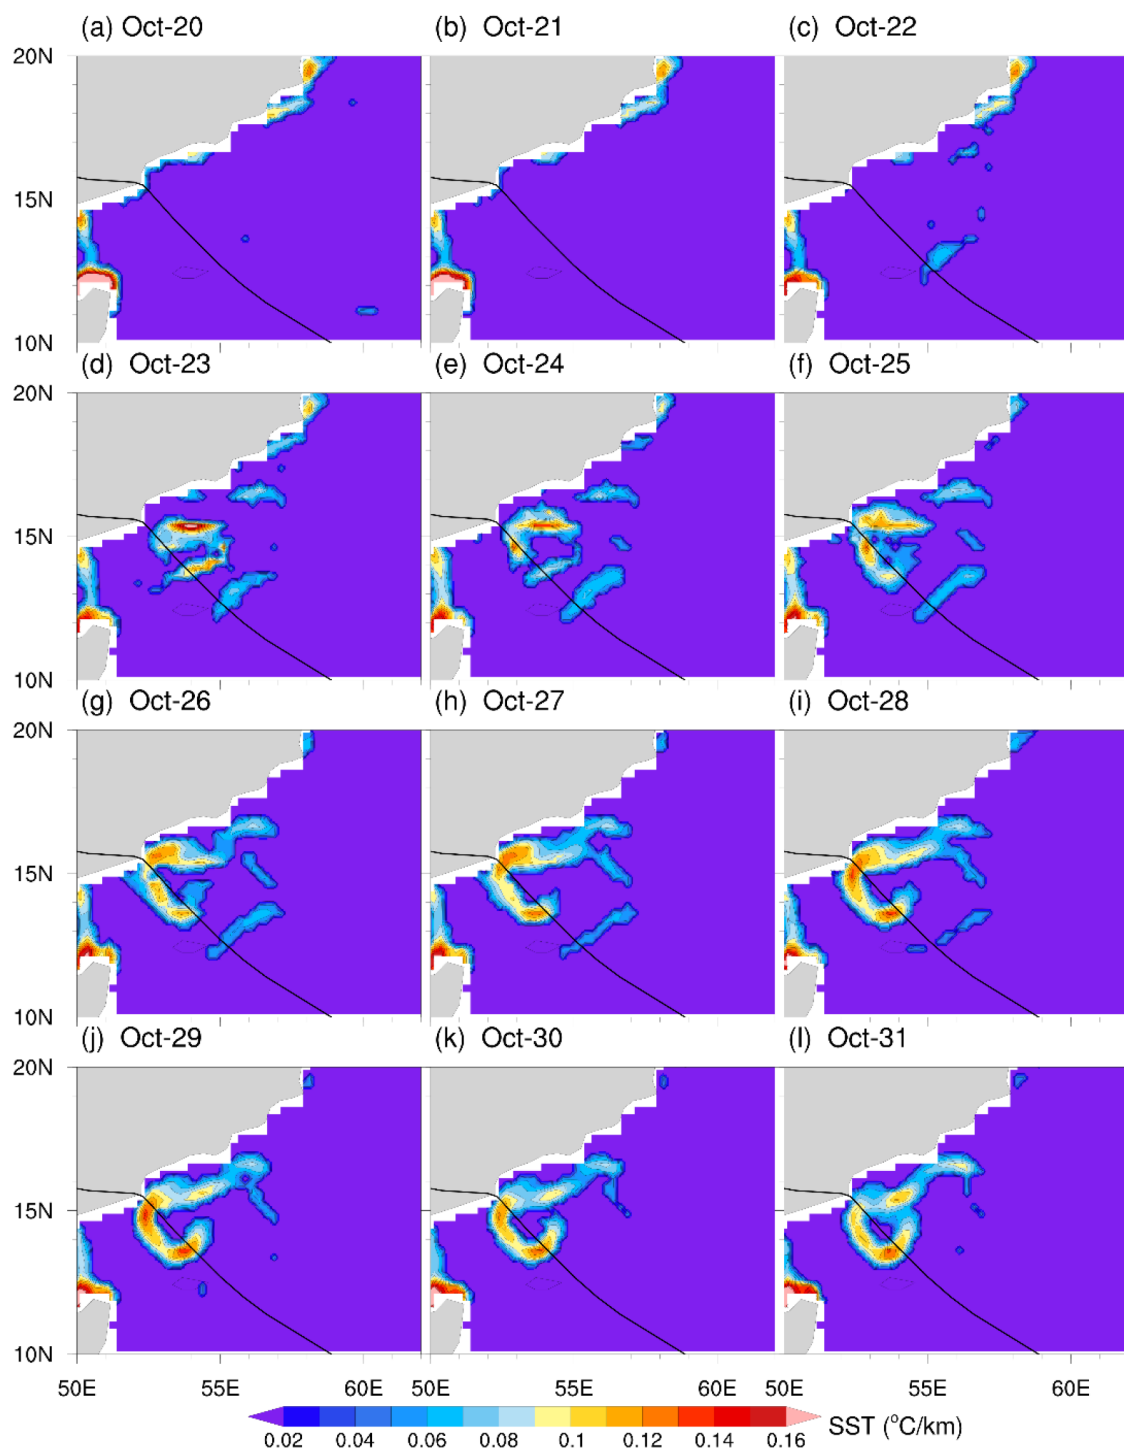 (a) Oct-20 (b) Oct-21 (c) Oct-22
20N
15N
10N
(d) Oct-23 (e) Oct-24 (f) Oct-25
20N
15N
10N
(g) Oct-26 (h) Oct-27 (i) Oct-28
20N
15N
10N
(j) Oct-29 (k) Oct-30 (l) Oct-31
20N
15N
10N
50E 55E 60E 50E 55E 60E 50E 55E 60E
SST (°C/km)
0.02 0.04 0.06 0.08 0.1 0.12 0.14 0.16